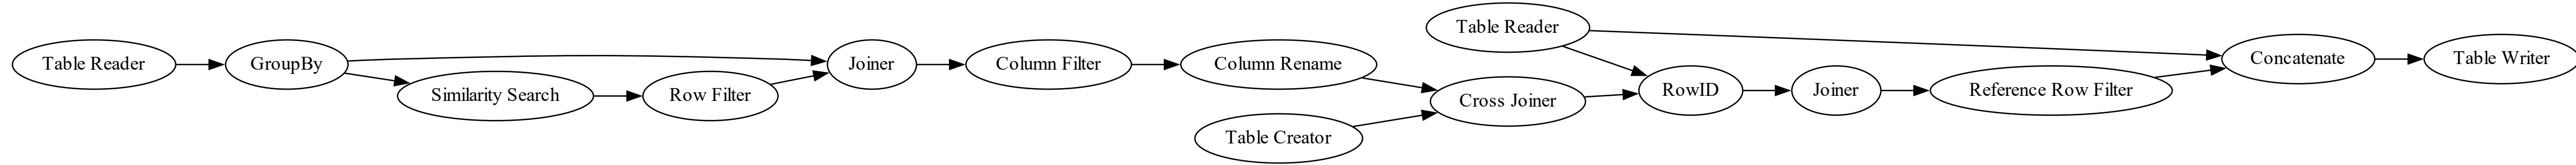 Table Reader
GroupBy
Similarity Search
Row Filter
Joiner
Column Filter
Column Rename
Table Creator
Table Reader
Cross Joiner
RowID
Joiner
Reference Row Filter
Concatenate
Table Writer